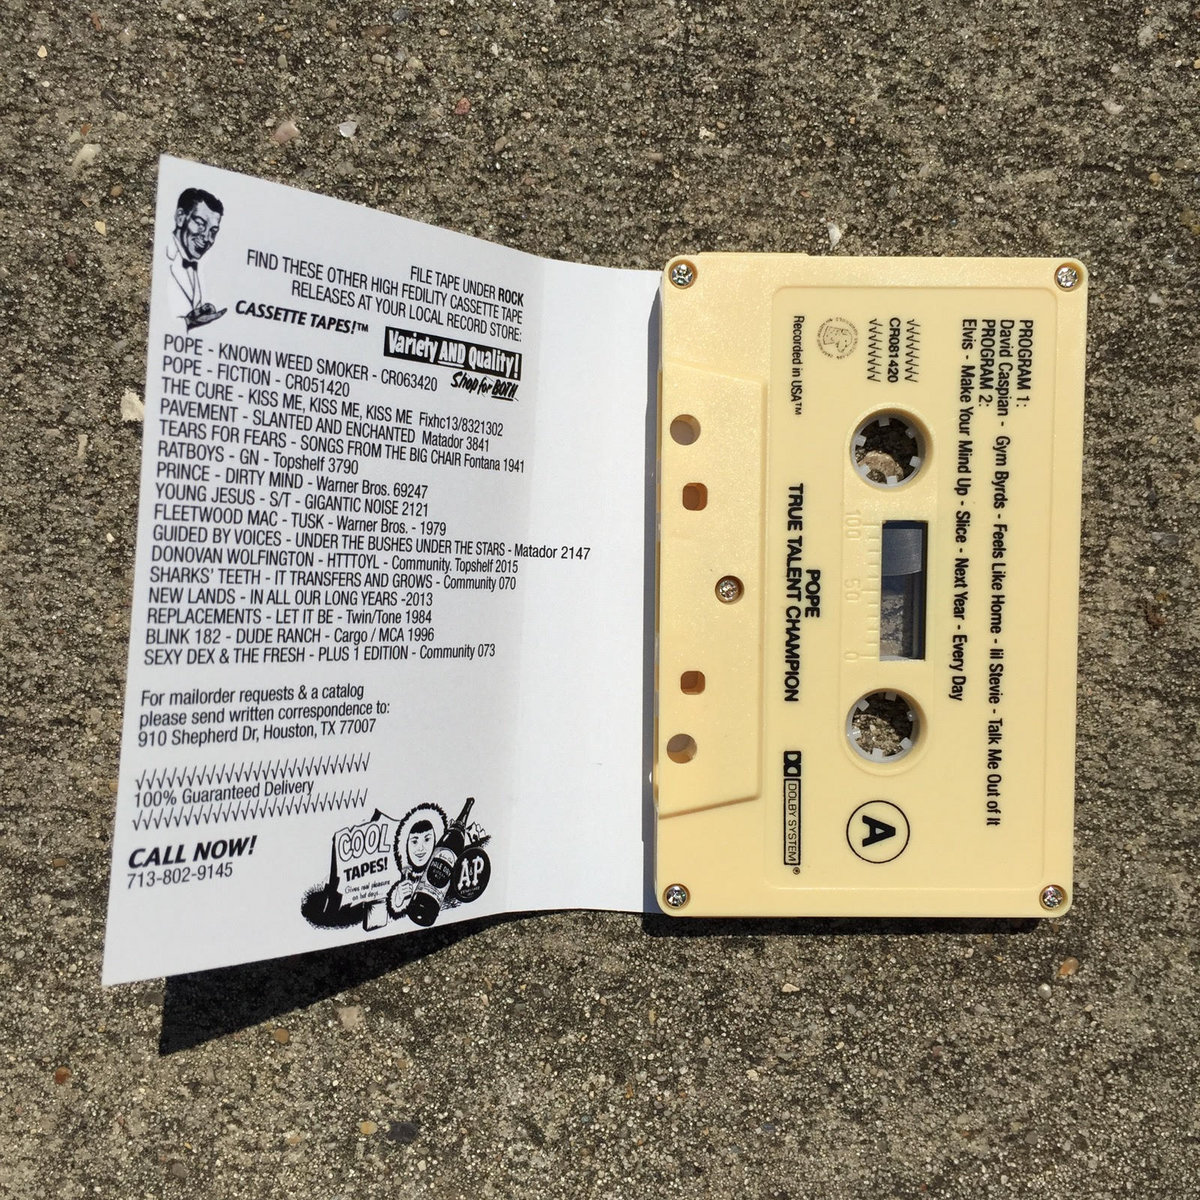 FILE TAPE UNDER ROCK
FIND THESE OTHER HIGH FEDILITY CASSETTE TAPE
RELEASES AT YOUR LOCAL RECORD STORE:
CASSETTE TAPES!™
Variety AND Quality!
Shop for BOTH
POPE - KNOWN WEED SMOKER - CR063420
POPE - FICTION - CR051420
THE CURE - KISS ME, KISS ME, KISS ME Fixhc13/8321302
PAVEMENT - SLANTED AND ENCHANTED Matador 3841
TEARS FOR FEARS - SONGS FROM THE BIG CHAIR Fontana 1941
RATBOYS - GN - Topshelf 3790
PRINCE - DIRTY MIND - Warner Bros. 69247
YOUNG JESUS - S/T - GIGANTIC NOISE 2121
FLEETWOOD MAC - TUSK - Warner Bros. - 1979
GUIDED BY VOICES - UNDER THE BUSHES UNDER THE STARS - Matador 2147
DONOVAN WOLFINGTON - HTTTOYL - Community. Topshelf 2015
SHARKS' TEETH - IT TRANSFERS AND GROWS - Community 070
NEW LANDS - IN ALL OUR LONG YEARS -2013
REPLACEMENTS - LET IT BE - Twin/Tone 1984
BLINK 182 - DUDE RANCH - Cargo / MCA 1996
SEXY DEX & THE FRESH - PLUS 1 EDITION - Community 073
For mailorder requests & a catalog
please send written correspondence to:
910 Shepherd Dr, Houston, TX 77007
√√√√√√√√√√√√√√√√√√√√
100% Guaranteed Delivery
√√√√√√√√√√√√√√√√√√√√
CALL NOW!
713-802-9145
COOL
TAPES!
Gives real pleasure
on hot days...
A&P
PROGRAM 1:
David Caspian - Gym Byrds - Feels Like Home - lil Stevie - Talk Me Out of It
PROGRAM 2:
Elvis - Make Your Mind Up - Slice - Next Year - Every Day
√√√√√√√
CR081420
√√√√√√√
Recorded in USA™
100 50 0
POPE
TRUE TALENT CHAMPION
DOLBY SYSTEM®
A